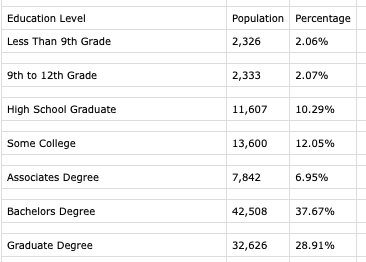 Education Level Population Percentage
Less Than 9th Grade 2,326 2.06%
9th to 12th Grade 2,333 2.07%
High School Graduate 11,607 10.29%
Some College 13,600 12.05%
Associates Degree 7,842 6.95%
Bachelors Degree 42,508 37.67%
Graduate Degree 32,626 28.91%